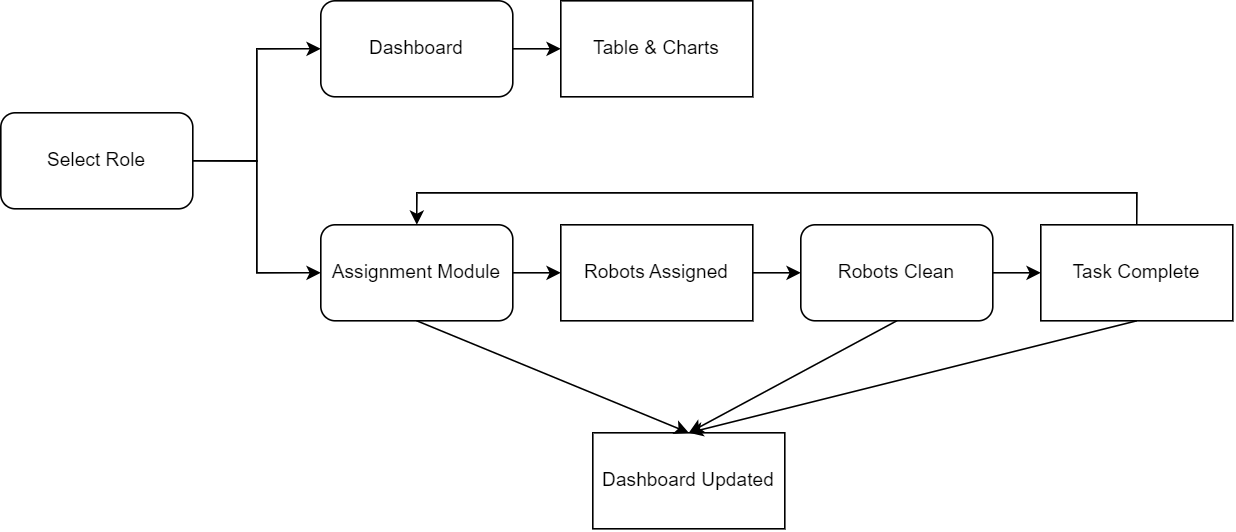 Dashboard
Table & Charts
Select Role
Assignment Module
Robots Assigned
Robots Clean
Task Complete
Dashboard Updated